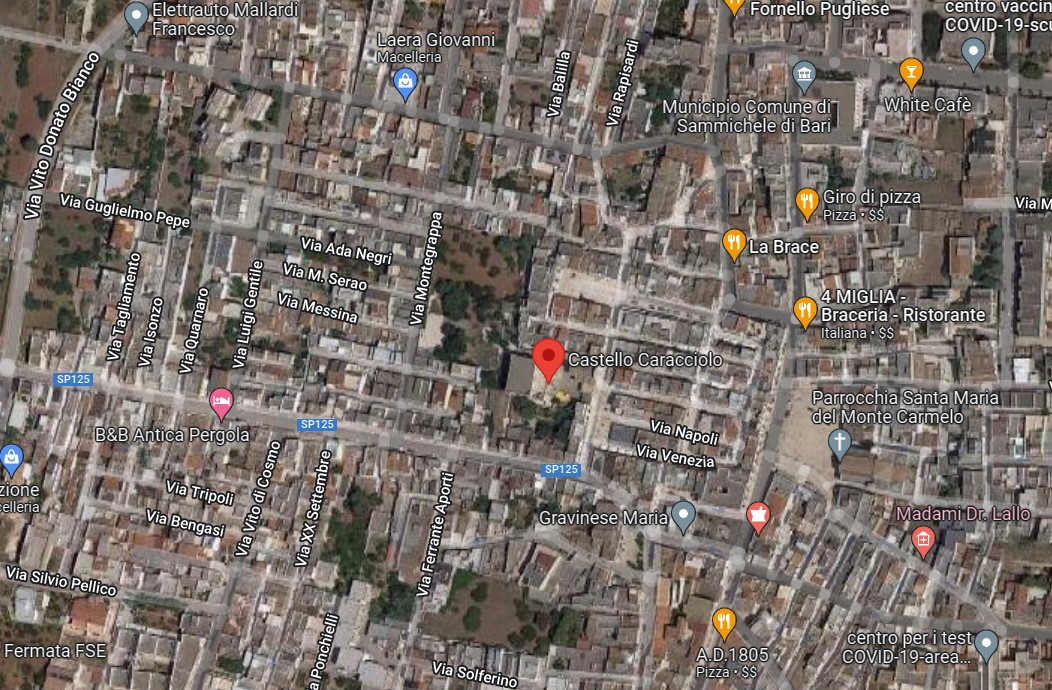 Elettrauto Mallardi
Francesco
Fornello Pugliese
centro vaccin
COVID-19-scu
Laera Giovanni
Macelleria
Via Balilla
Via Rapisardi
Municipio Comune di
Sammichele di Bari
White Cafè
Via Vito Donato Bianco
Via Guglielmo Pepe
Giro di pizza
Pizza • $$
Via M
La Brace
Via Ada Negri
Via M. Serao
Via Messina
Via Montegrappa
Via Tagliamento
Via Isonzo
Via Quarnaro
Via Luigi Gentile
4 MIGLIA -
Braceria - Ristorante
Italiana • $$
Castello Caracciolo
SP125
B&B Antica Pergola
SP125
Parrocchia Santa Maria
del Monte Carmelo
V
Via Napoli
Via Venezia
SP125
zione
celleria
Via Tripoli
Via Bengasi
Via Vito di Cosmo
Via XX Settembre
Via Ferrante Aporti
Gravinese Maria
Madami Dr. Lallo
Via Silvio Pellico
Fermata FSE
a Ponchielli
Via Solferino
A.D.1805
Pizza • $$
centro per i test
COVID-19-area...